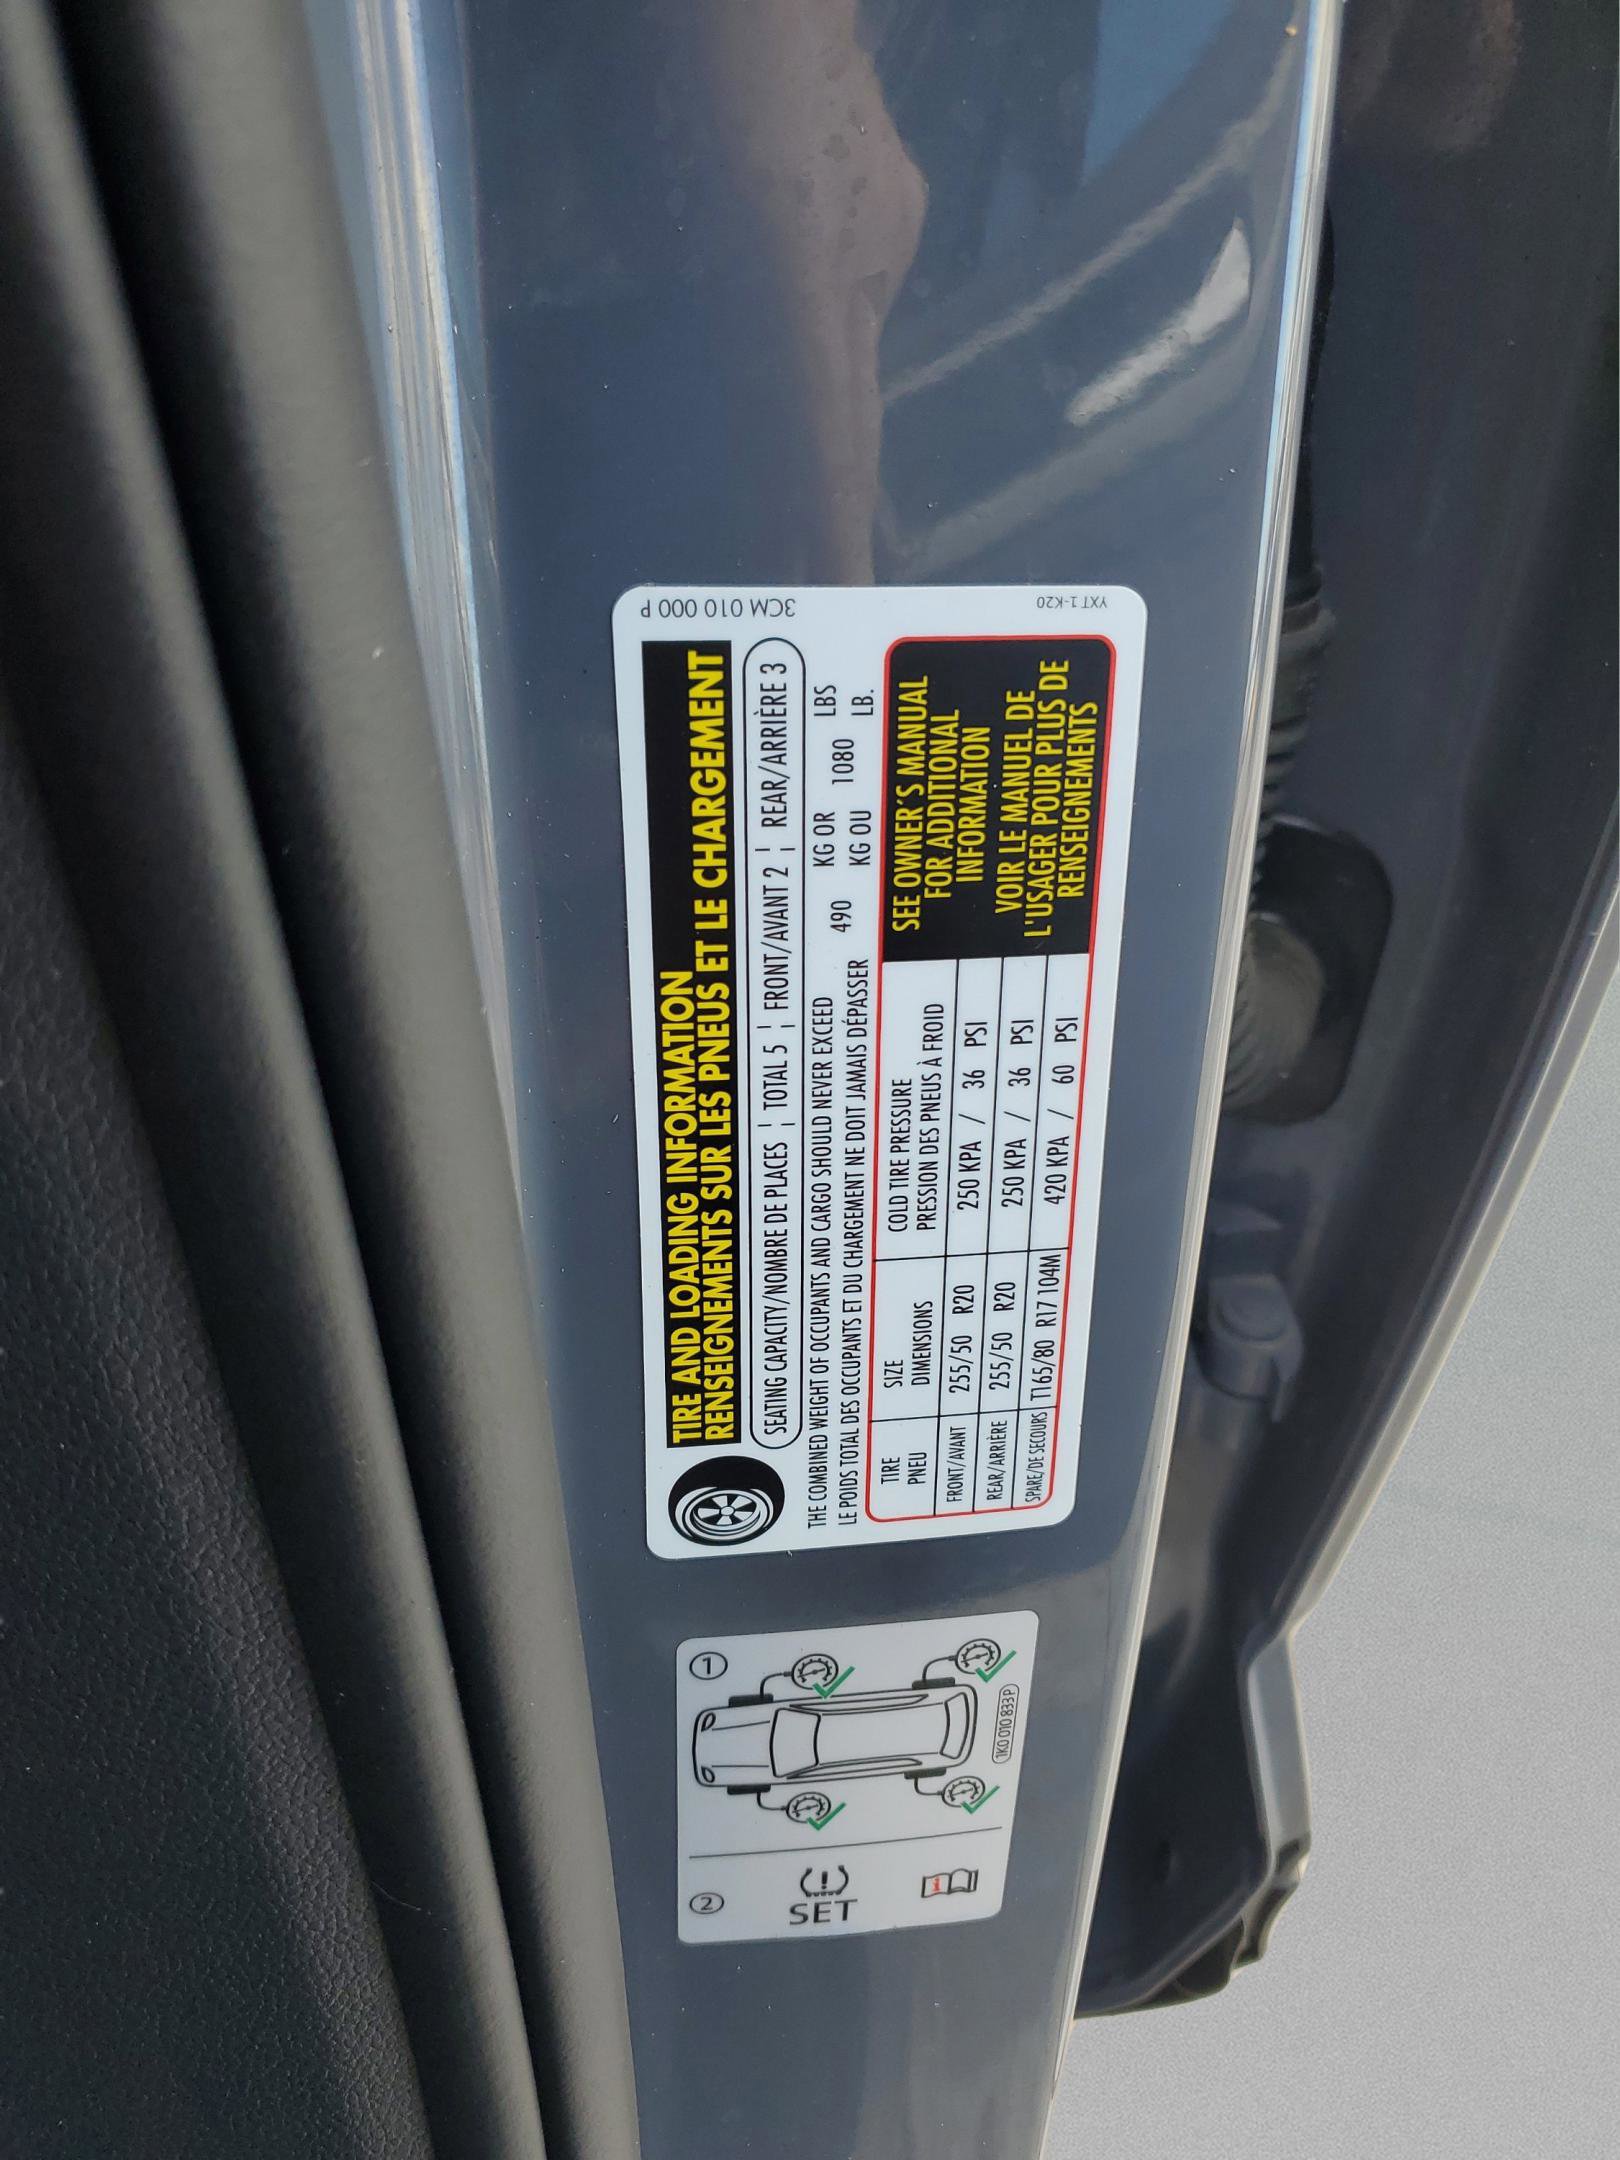 3CM 010 000 P
YXT 1-K20
TIRE AND LOADING INFORMATION
RENSEIGNEMENTS SUR LES PNEUS ET LE CHARGEMENT
SEATING CAPACITY/NOMBRE DE PLACES ¦ TOTAL 5 ¦ FRONT/AVANT 2 ¦ REAR/ARRIÈRE 3
THE COMBINED WEIGHT OF OCCUPANTS AND CARGO SHOULD NEVER EXCEED 490 KG OR 1080 LBS
LE POIDS TOTAL DES OCCUPANTS ET DU CHARGEMENT NE DOIT JAMAIS DÉPASSER KG OU LB.
TIRE SIZE COLD TIRE PRESSURE
PNEU DIMENSIONS PRESSION DES PNEUS À FROID
FRONT/AVANT 255/50 R20 250 KPA / 36 PSI
REAR/ARRIÈRE 255/50 R20 250 KPA / 36 PSI
SPARE/DE SECOURS T165/80 R17 104M 420 KPA / 60 PSI
SEE OWNER'S MANUAL
FOR ADDITIONAL
INFORMATION
VOIR LE MANUEL DE
L'USAGER POUR PLUS DE
RENSEIGNEMENTS
1
1K0 010 833P
2
SET